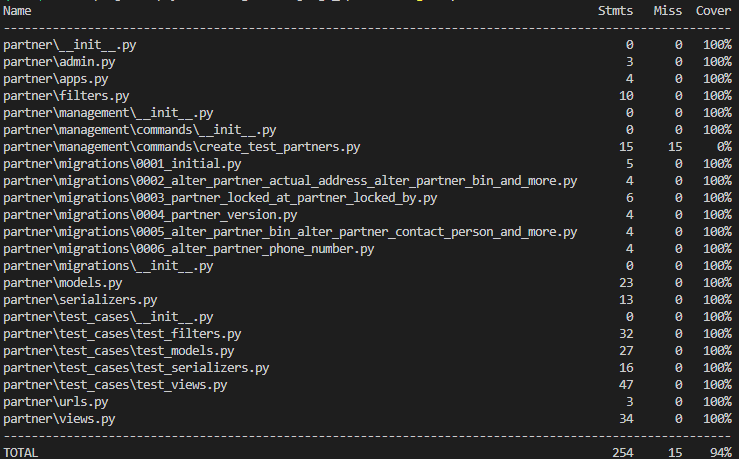 Name Stmts Miss Cover
-----------------------------------------------------------------------------------------
partner\__init__.py 0 0 100%
partner\admin.py 3 0 100%
partner\apps.py 4 0 100%
partner\filters.py 10 0 100%
partner\management\__init__.py 0 0 100%
partner\management\commands\__init__.py 0 0 100%
partner\management\commands\create_test_partners.py 15 15 0%
partner\migrations\0001_initial.py 5 0 100%
partner\migrations\0002_alter_partner_actual_address_alter_partner_bin_and_more.py 4 0 100%
partner\migrations\0003_partner_locked_at_partner_locked_by.py 6 0 100%
partner\migrations\0004_partner_version.py 4 0 100%
partner\migrations\0005_alter_partner_bin_alter_partner_contact_person_and_more.py 4 0 100%
partner\migrations\0006_alter_partner_phone_number.py 4 0 100%
partner\migrations\__init__.py 0 0 100%
partner\models.py 23 0 100%
partner\serializers.py 13 0 100%
partner\test_cases\__init__.py 0 0 100%
partner\test_cases\test_filters.py 32 0 100%
partner\test_cases\test_models.py 27 0 100%
partner\test_cases\test_serializers.py 16 0 100%
partner\test_cases\test_views.py 47 0 100%
partner\urls.py 3 0 100%
partner\views.py 34 0 100%
-----------------------------------------------------------------------------------------
TOTAL 254 15 94%